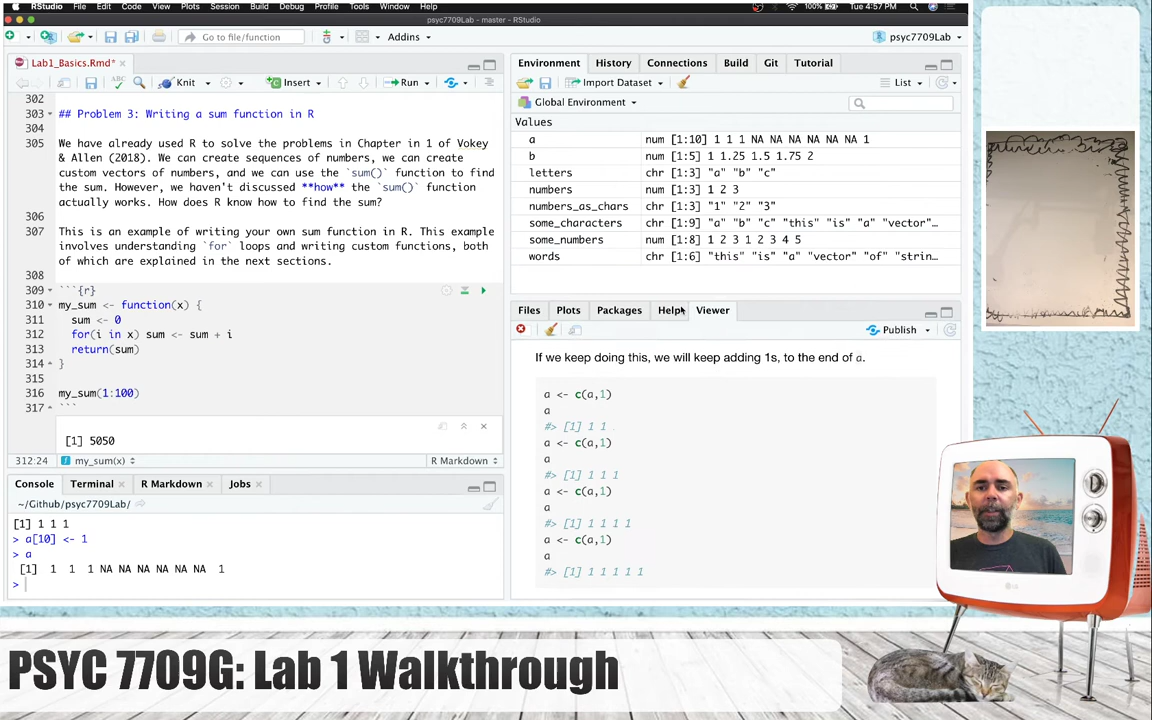 RStudio File Edit Code View Plots Session Build Debug Profile Tools Window Help 100% Tue 4:57 PM
psyc7709Lab - master - RStudio
Go to file/function Addins psyc7709Lab
Lab1_Basics.Rmd*
ABC Knit Insert Run
302
303 ## Problem 3: Writing a sum function in R
304
305 We have already used R to solve the problems in Chapter in 1 of Vokey
& Allen (2018). We can create sequences of numbers, we can create
custom vectors of numbers, and we can use the `sum()` function to find
the sum. However, we haven't discussed **how** the `sum()` function
actually works. How does R know how to find the sum?
306
307 This is an example of writing your own sum function in R. This example
involves understanding `for` loops and writing custom functions, both
of which are explained in the next sections.
308
309 ```{r}
310 my_sum <- function(x) {
311 sum <- 0
312 for(i in x) sum <- sum + i
313 return(sum)
314 }
315
316 my_sum(1:100)
317 ```
[1] 5050
312:24 my_sum(x) R Markdown
Console Terminal R Markdown Jobs
~/Github/psyc7709Lab/
[1] 1 1 1
> a[10] <- 1
> a
[1] 1 1 1 NA NA NA NA NA NA 1
>
Environment History Connections Build Git Tutorial
Import Dataset List
Global Environment
Values
a num [1:10] 1 1 1 NA NA NA NA NA NA 1
b num [1:5] 1 1.25 1.5 1.75 2
letters chr [1:3] "a" "b" "c"
numbers num [1:3] 1 2 3
numbers_as_chars chr [1:3] "1" "2" "3"
some_characters chr [1:9] "a" "b" "c" "this" "is" "a" "vector"…
some_numbers num [1:8] 1 2 3 1 2 3 4 5
words chr [1:6] "this" "is" "a" "vector" "of" "strin…
Files Plots Packages Help Viewer
Publish
If we keep doing this, we will keep adding 1s, to the end of a.
a <- c(a,1)
a
#> [1] 1 1
a <- c(a,1)
a
#> [1] 1 1 1
a <- c(a,1)
a
#> [1] 1 1 1 1
a <- c(a,1)
a
#> [1] 1 1 1 1 1
LG
PSYC 7709G: Lab 1 Walkthrough